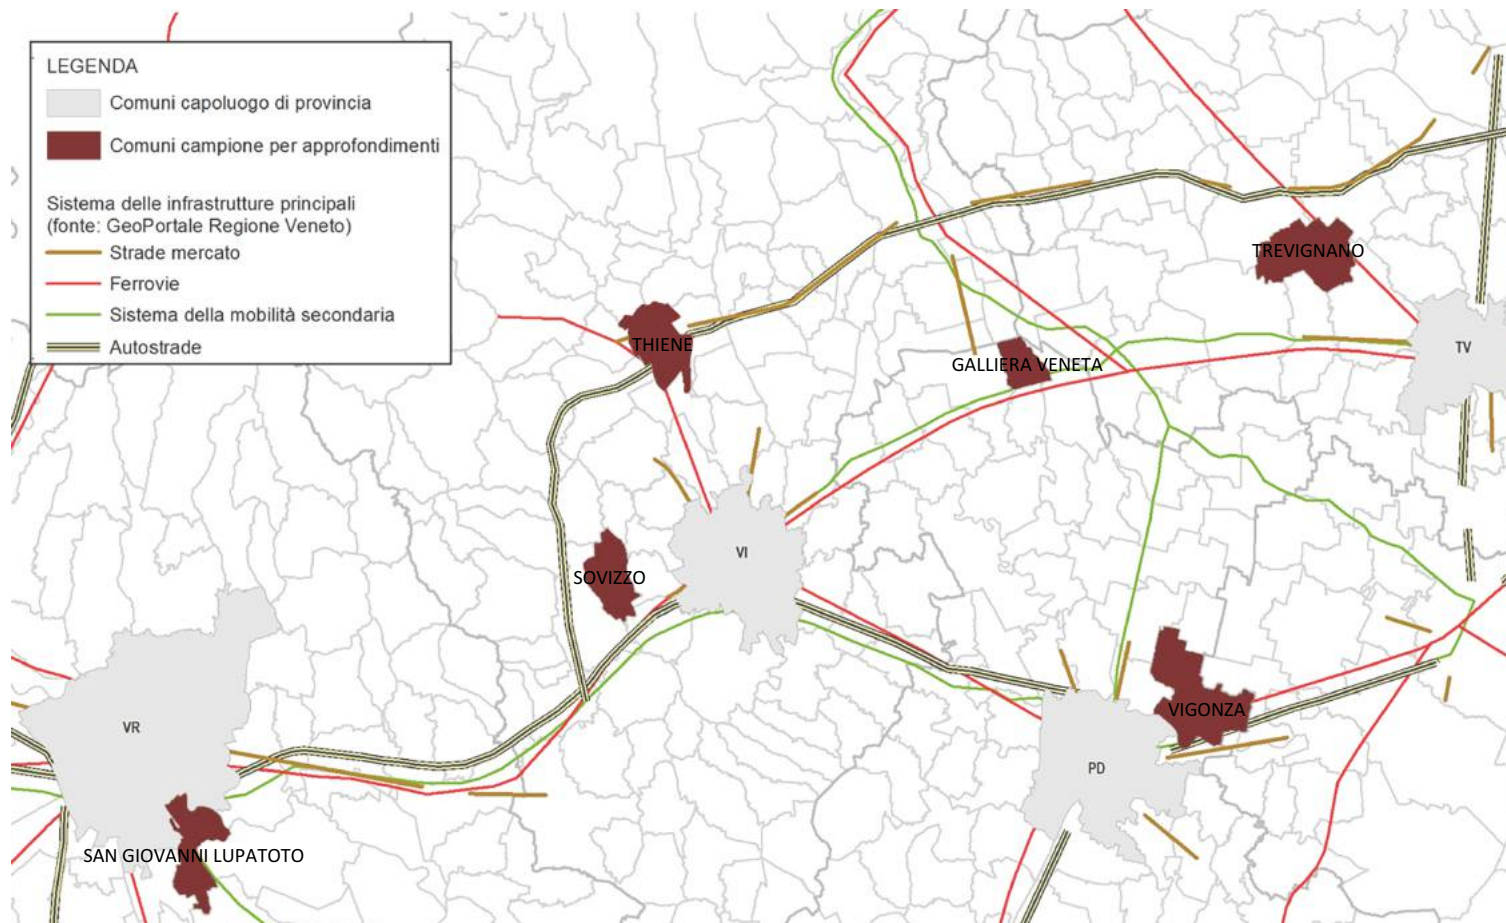 LEGENDA
Comuni capoluogo di provincia
Comuni campione per approfondimenti
Sistema delle infrastrutture principali
(fonte: GeoPortale Regione Veneto)
Strade mercato
Ferrovie
Sistema della mobilità secondaria
Autostrade
TREVIGNANO
THIENE
TV
GALLIERA VENETA
VI
SOVIZZO
VIGONZA
VR
PD
SAN GIOVANNI LUPATOTO